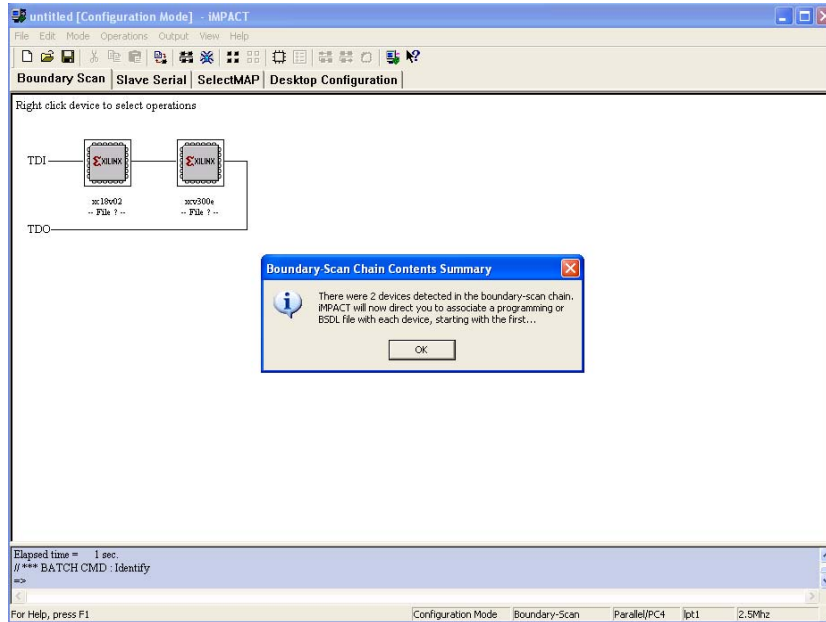 untitled [Configuration Mode] - iMPACT
File Edit Mode Operations Output View Help
Boundary Scan Slave Serial SelectMAP Desktop Configuration
Right click device to select operations
TDI
XILINX XILINX
xc18v02 xcv300e
-- File ? -- -- File ? --
TDO
Boundary-Scan Chain Contents Summary
There were 2 devices detected in the boundary-scan chain.
iMPACT will now direct you to associate a programming or
BSDL file with each device, starting with the first...
OK
Elapsed time = 1 sec.
// *** BATCH CMD : Identify
=>
For Help, press F1 Configuration Mode Boundary-Scan Parallel/PC4 lpt1 2.5Mhz